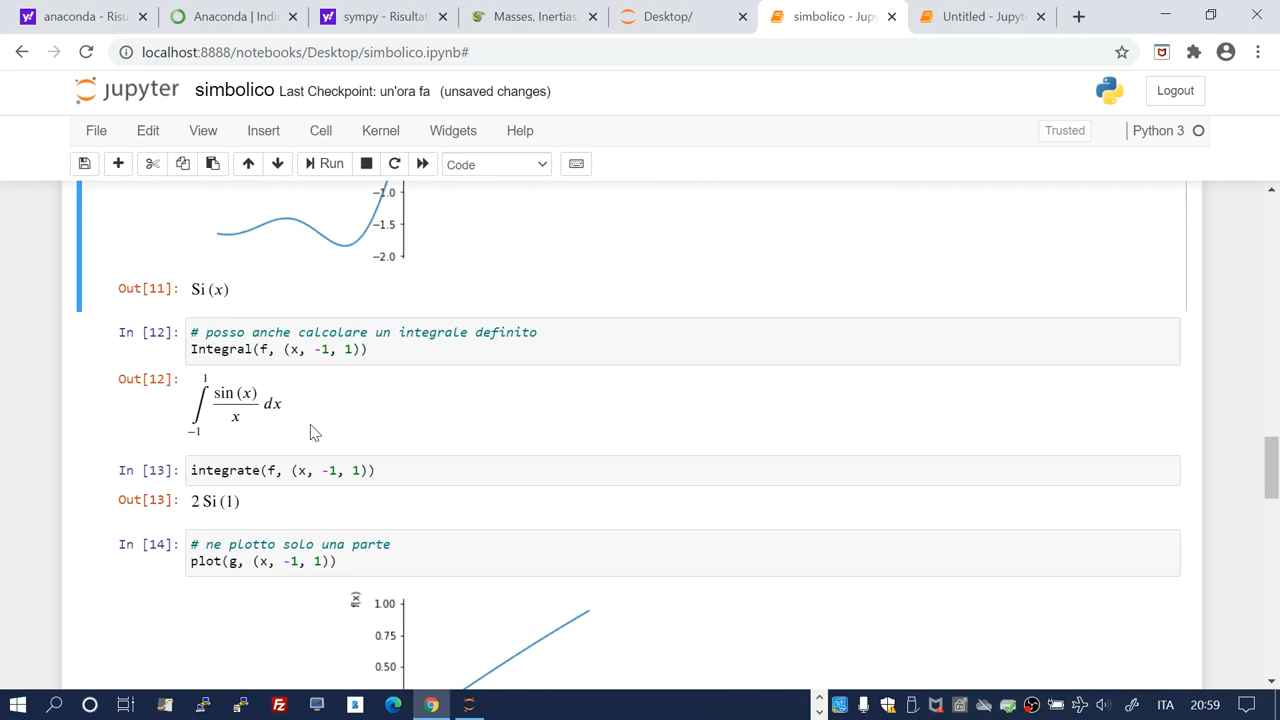 anaconda - Risu
Anaconda | Indi
sympy - Risultat
Masses, Inertias,
Desktop/
simbolico - Jupy
Untitled - Jupyt
localhost:8888/notebooks/Desktop/simbolico.ipynb#
jupyter simbolico Last Checkpoint: un'ora fa (unsaved changes)
Logout
File Edit View Insert Cell Kernel Widgets Help
Trusted
Python 3
Run
Code
−1.0
−1.5
−2.0
Out[11]: Si (x)
In [12]: # posso anche calcolare un integrale definito
Integral(f, (x, -1, 1))
Out[12]:
1
∫ sin (x)
x
dx
−1
In [13]: integrate(f, (x, -1, 1))
Out[13]: 2 Si (1)
In [14]: # ne plotto solo una parte
plot(g, (x, -1, 1))
f(x)
1.00
0.75
0.50
ITA
20:59